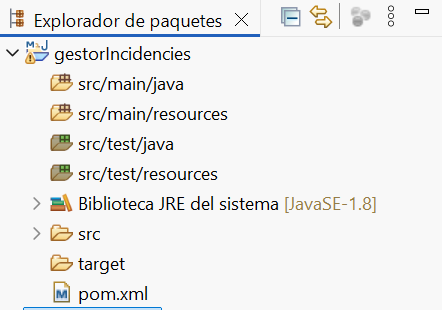 Explorador de paquetes
gestorIncidencies
src/main/java
src/main/resources
src/test/java
src/test/resources
Biblioteca JRE del sistema [JavaSE-1.8]
src
target
pom.xml